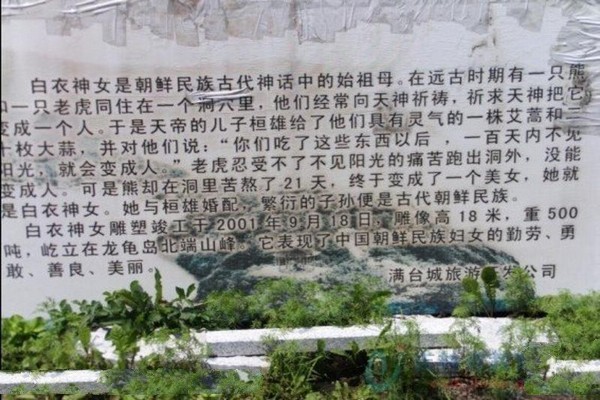 白衣神女是朝鲜民族古代神话中的始祖母。在远古时期有一只熊
和一只老虎同住在一个洞穴里，他们经常向天神祈祷，祈求天神把它
变成一个人。于是天帝的儿子桓雄给了他们具有灵气的一株艾蒿和二
十枚大蒜，并对他们说：“你们吃了这些东西以后，一百天内不见
阳光，就会变成人。”老虎忍受不了不见阳光的痛苦跑出洞外，没能
变成人。可是熊却在洞里苦熬了21天，终于变成了一个美女，她就
是白衣神女。她与桓雄婚配，繁衍的子孙便是古代朝鲜民族。
白衣神女雕塑竣工于2001年9月18日，雕像高18米，重500
吨，屹立在龙龟岛北端山峰。它表现了中国朝鲜民族妇女的勤劳、勇
敢、善良、美丽。
满台城旅游开发公司